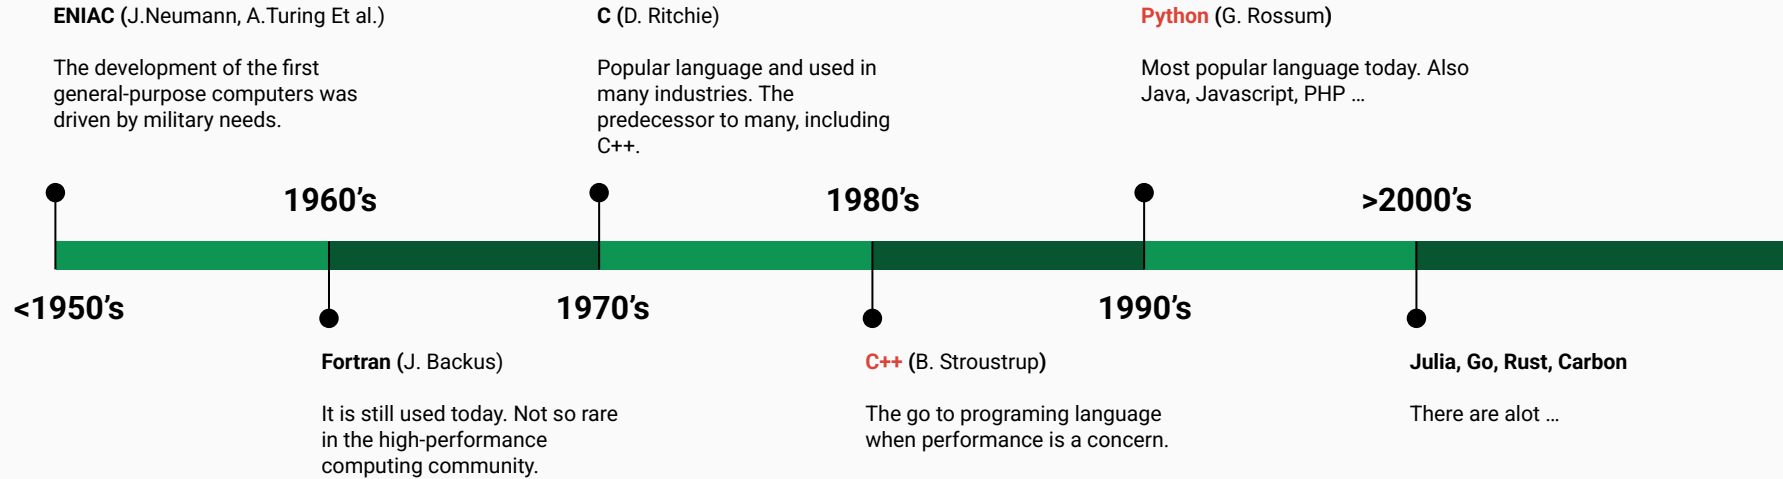 ENIAC (J.Neumann, A.Turing Et al.)
The development of the first
general-purpose computers was
driven by military needs.
C (D. Ritchie)
Popular language and used in
many industries. The
predecessor to many, including
C++.
Python (G. Rossum)
Most popular language today. Also
Java, Javascript, PHP ...
1960's
1980's
>2000's
<1950's
1970's
1990's
Fortran (J. Backus)
It is still used today. Not so rare
in the high-performance
computing community.
C++ (B. Stroustrup)
The go to programing language
when performance is a concern.
Julia, Go, Rust, Carbon
There are alot ...